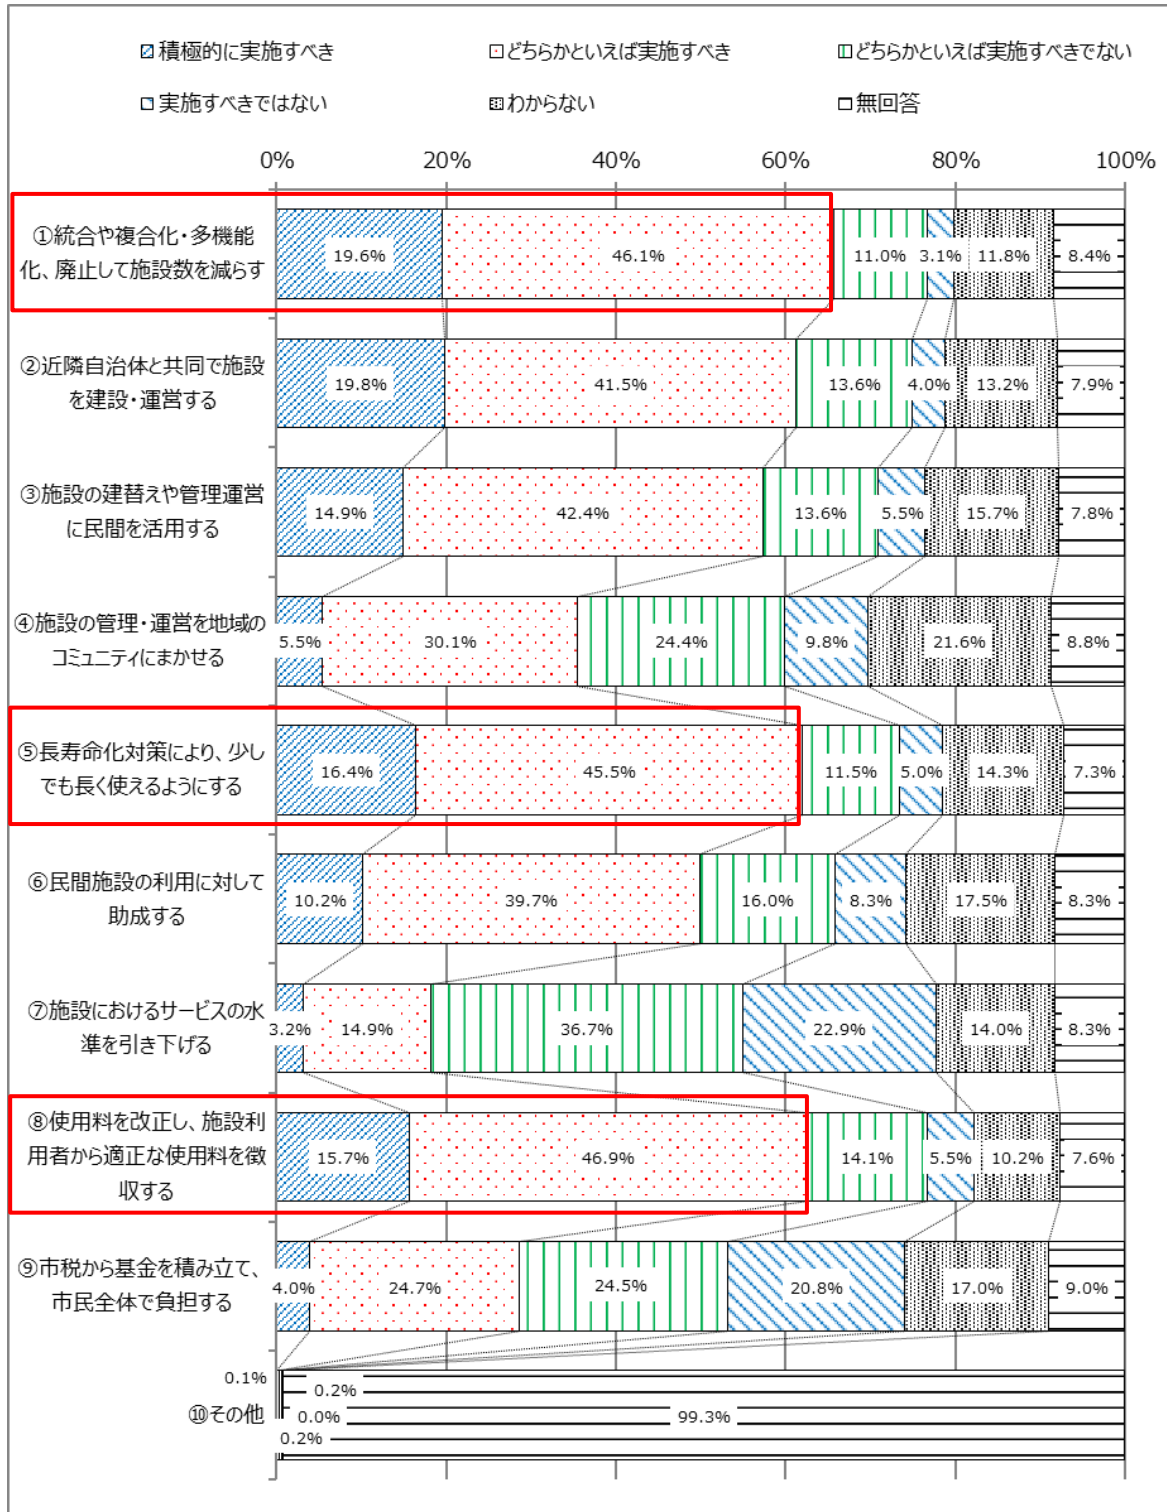 積極的に実施すべき どちらかといえば実施すべき どちらかといえば実施すべきでない
実施すべきではない わからない 無回答
0% 20% 40% 60% 80% 100%
①統合や複合化・多機能
化、廃止して施設数を減らす
19.6% 46.1% 11.0% 3.1% 11.8% 8.4%
②近隣自治体と共同で施設
を建設・運営する
19.8% 41.5% 13.6% 4.0% 13.2% 7.9%
③施設の建替えや管理運営
に民間を活用する
14.9% 42.4% 13.6% 5.5% 15.7% 7.8%
④施設の管理・運営を地域の
コミュニティにまかせる
5.5% 30.1% 24.4% 9.8% 21.6% 8.8%
⑤長寿命化対策により、少し
でも長く使えるようにする
16.4% 45.5% 11.5% 5.0% 14.3% 7.3%
⑥民間施設の利用に対して
助成する
10.2% 39.7% 16.0% 8.3% 17.5% 8.3%
⑦施設におけるサービスの水
準を引き下げる
3.2% 14.9% 36.7% 22.9% 14.0% 8.3%
⑧使用料を改正し、施設利
用者から適正な使用料を徴
収する
15.7% 46.9% 14.1% 5.5% 10.2% 7.6%
⑨市税から基金を積み立て、
市民全体で負担する
4.0% 24.7% 24.5% 20.8% 17.0% 9.0%
⑩その他
0.1%
0.2%
0.0% 99.3%
0.2%